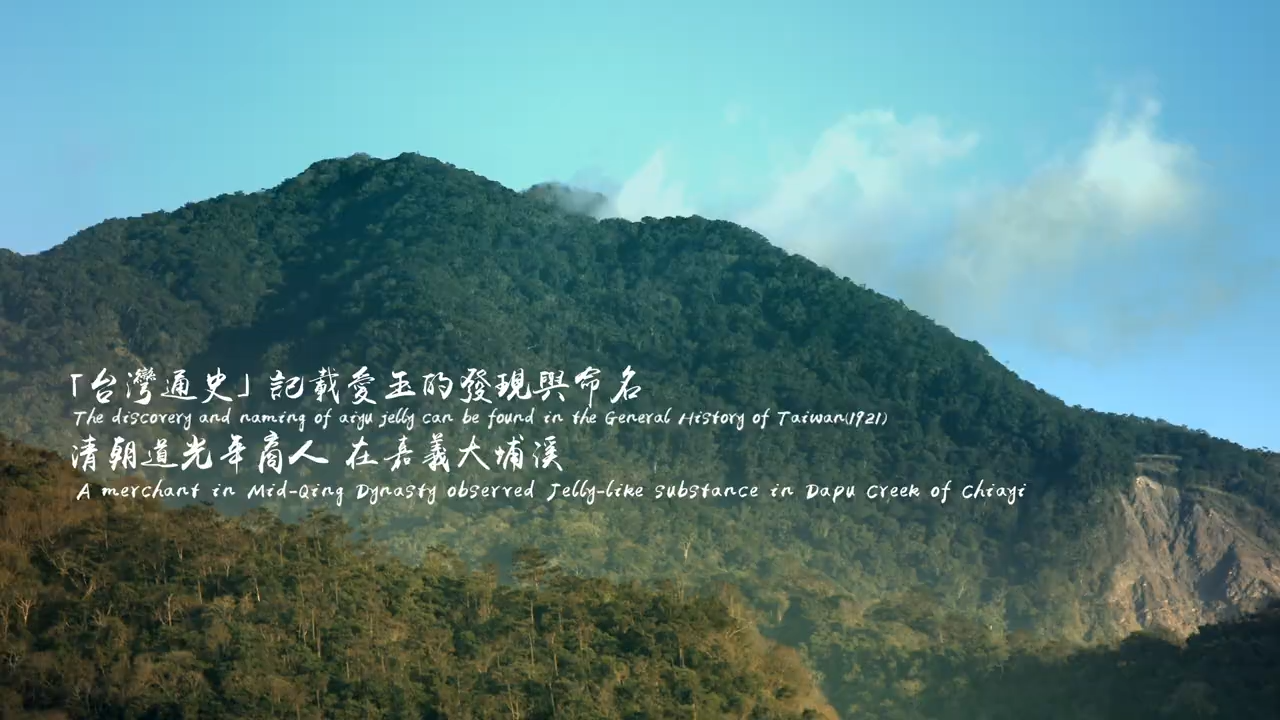 「台灣通史」記載愛玉的發現與命名
The discovery and naming of aiyu jelly can be found in the General History of Taiwan(1921)
清朝道光年商人 在嘉義大埔溪
A merchant in Mid-Qing Dynasty observed Jelly-like substance in Dapu Creek of Chiayi